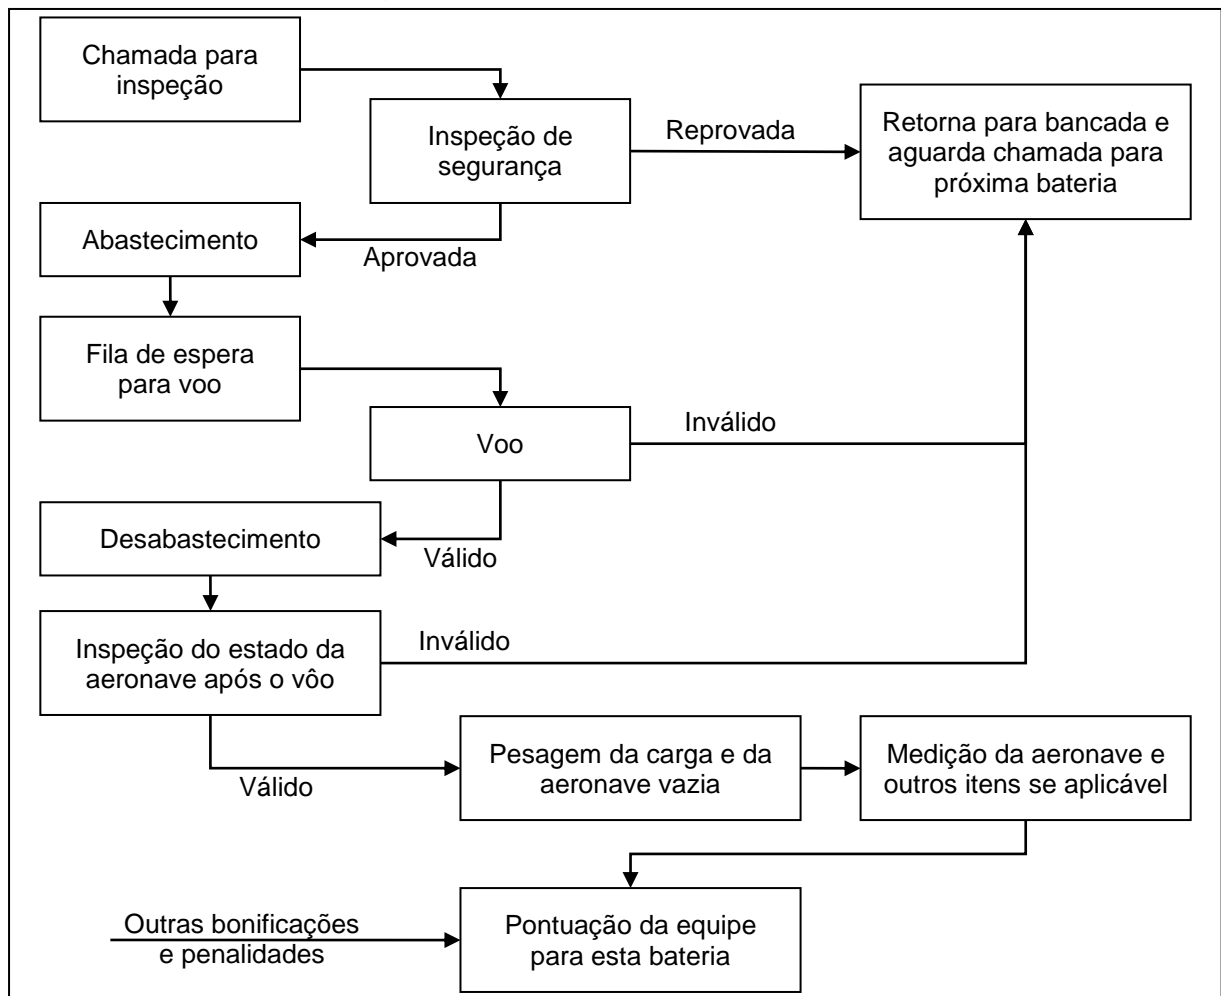 Chamada para
inspeção
Inspeção de
segurança
Reprovada
Retorna para bancada e
aguarda chamada para
próxima bateria
Abastecimento
Aprovada
Fila de espera
para voo
Voo
Inválido
Desabastecimento
Válido
Inspeção do estado da
aeronave após o vôo
Inválido
Válido
Pesagem da carga e da
aeronave vazia
Medição da aeronave e
outros itens se aplicável
Outras bonificações
e penalidades
Pontuação da equipe
para esta bateria